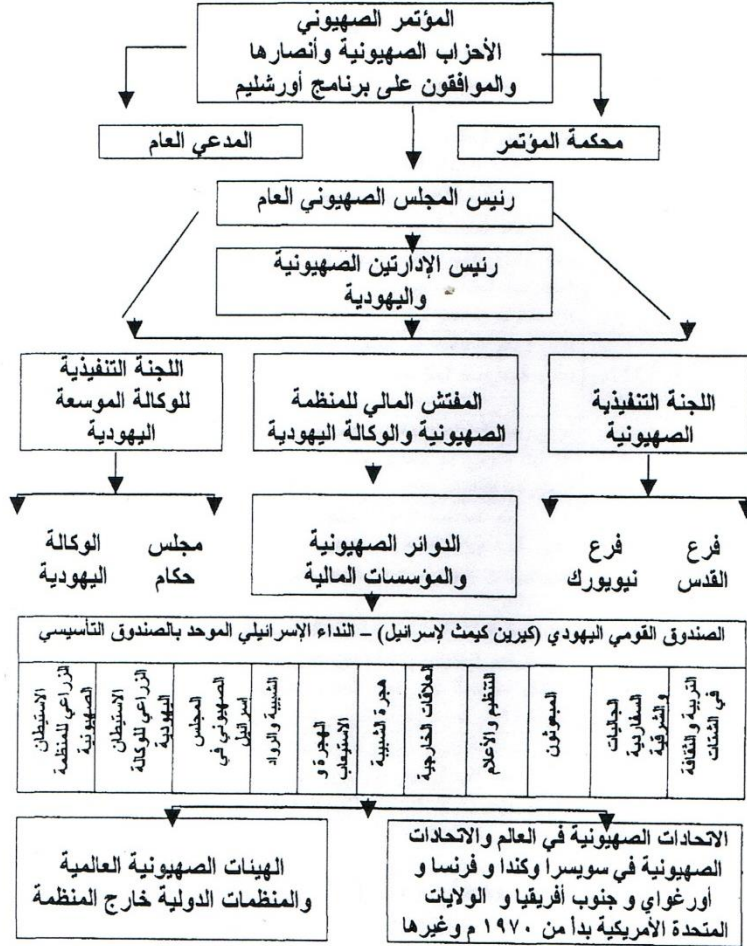 المؤتمر الصهيوني
الأحزاب الصهيونية وأنصارها
والموافقون على برنامج أورشليم
محكمة المؤتمر
المدعي العام
رئيس المجلس الصهيوني العام
رئيس الإدارتين الصهيونية
واليهودية
اللجنة التنفيذية
الصهيونية
المفتش المالي للمنظمة
الصهيونية والوكالة اليهودية
اللجنة التنفيذية
للوكالة الموسعة
اليهودية
فرع
القدس
فرع
نيويورك
الدوائر الصهيونية
والمؤسسات المالية
مجلس
حكام
الوكالة
اليهودية
الصندوق القومي اليهودي (كيرين كيمث لإسرائيل) – النداء الإسرائيلي الموحد بالصندوق التأسيسي
التربية والثقافة
في الشتات
الجاليات
السفاردية
والشرقية
المبعوثون
التنظيم والأعلام
العلاقات الخارجية
هجرة الشبيبة
الهجرة و
الاستيعاب
الشبيبة والرواد
المجلس
الصهيوني في
إسرائيل
الاستيطان
الزراعي للوكالة
اليهودية
الاستيطان
الزراعي للمنظمة
الصهيونية
الاتحادات الصهيونية في العالم والاتحادات
الصهيونية في سويسرا وكندا و فرنسا و
أورغواي و جنوب أفريقيا و الولايات
المتحدة الأمريكية بدأ من ١٩٧٠ م وغيرها
الهيئات الصهيونية العالمية
والمنظمات الدولية خارج المنظمة